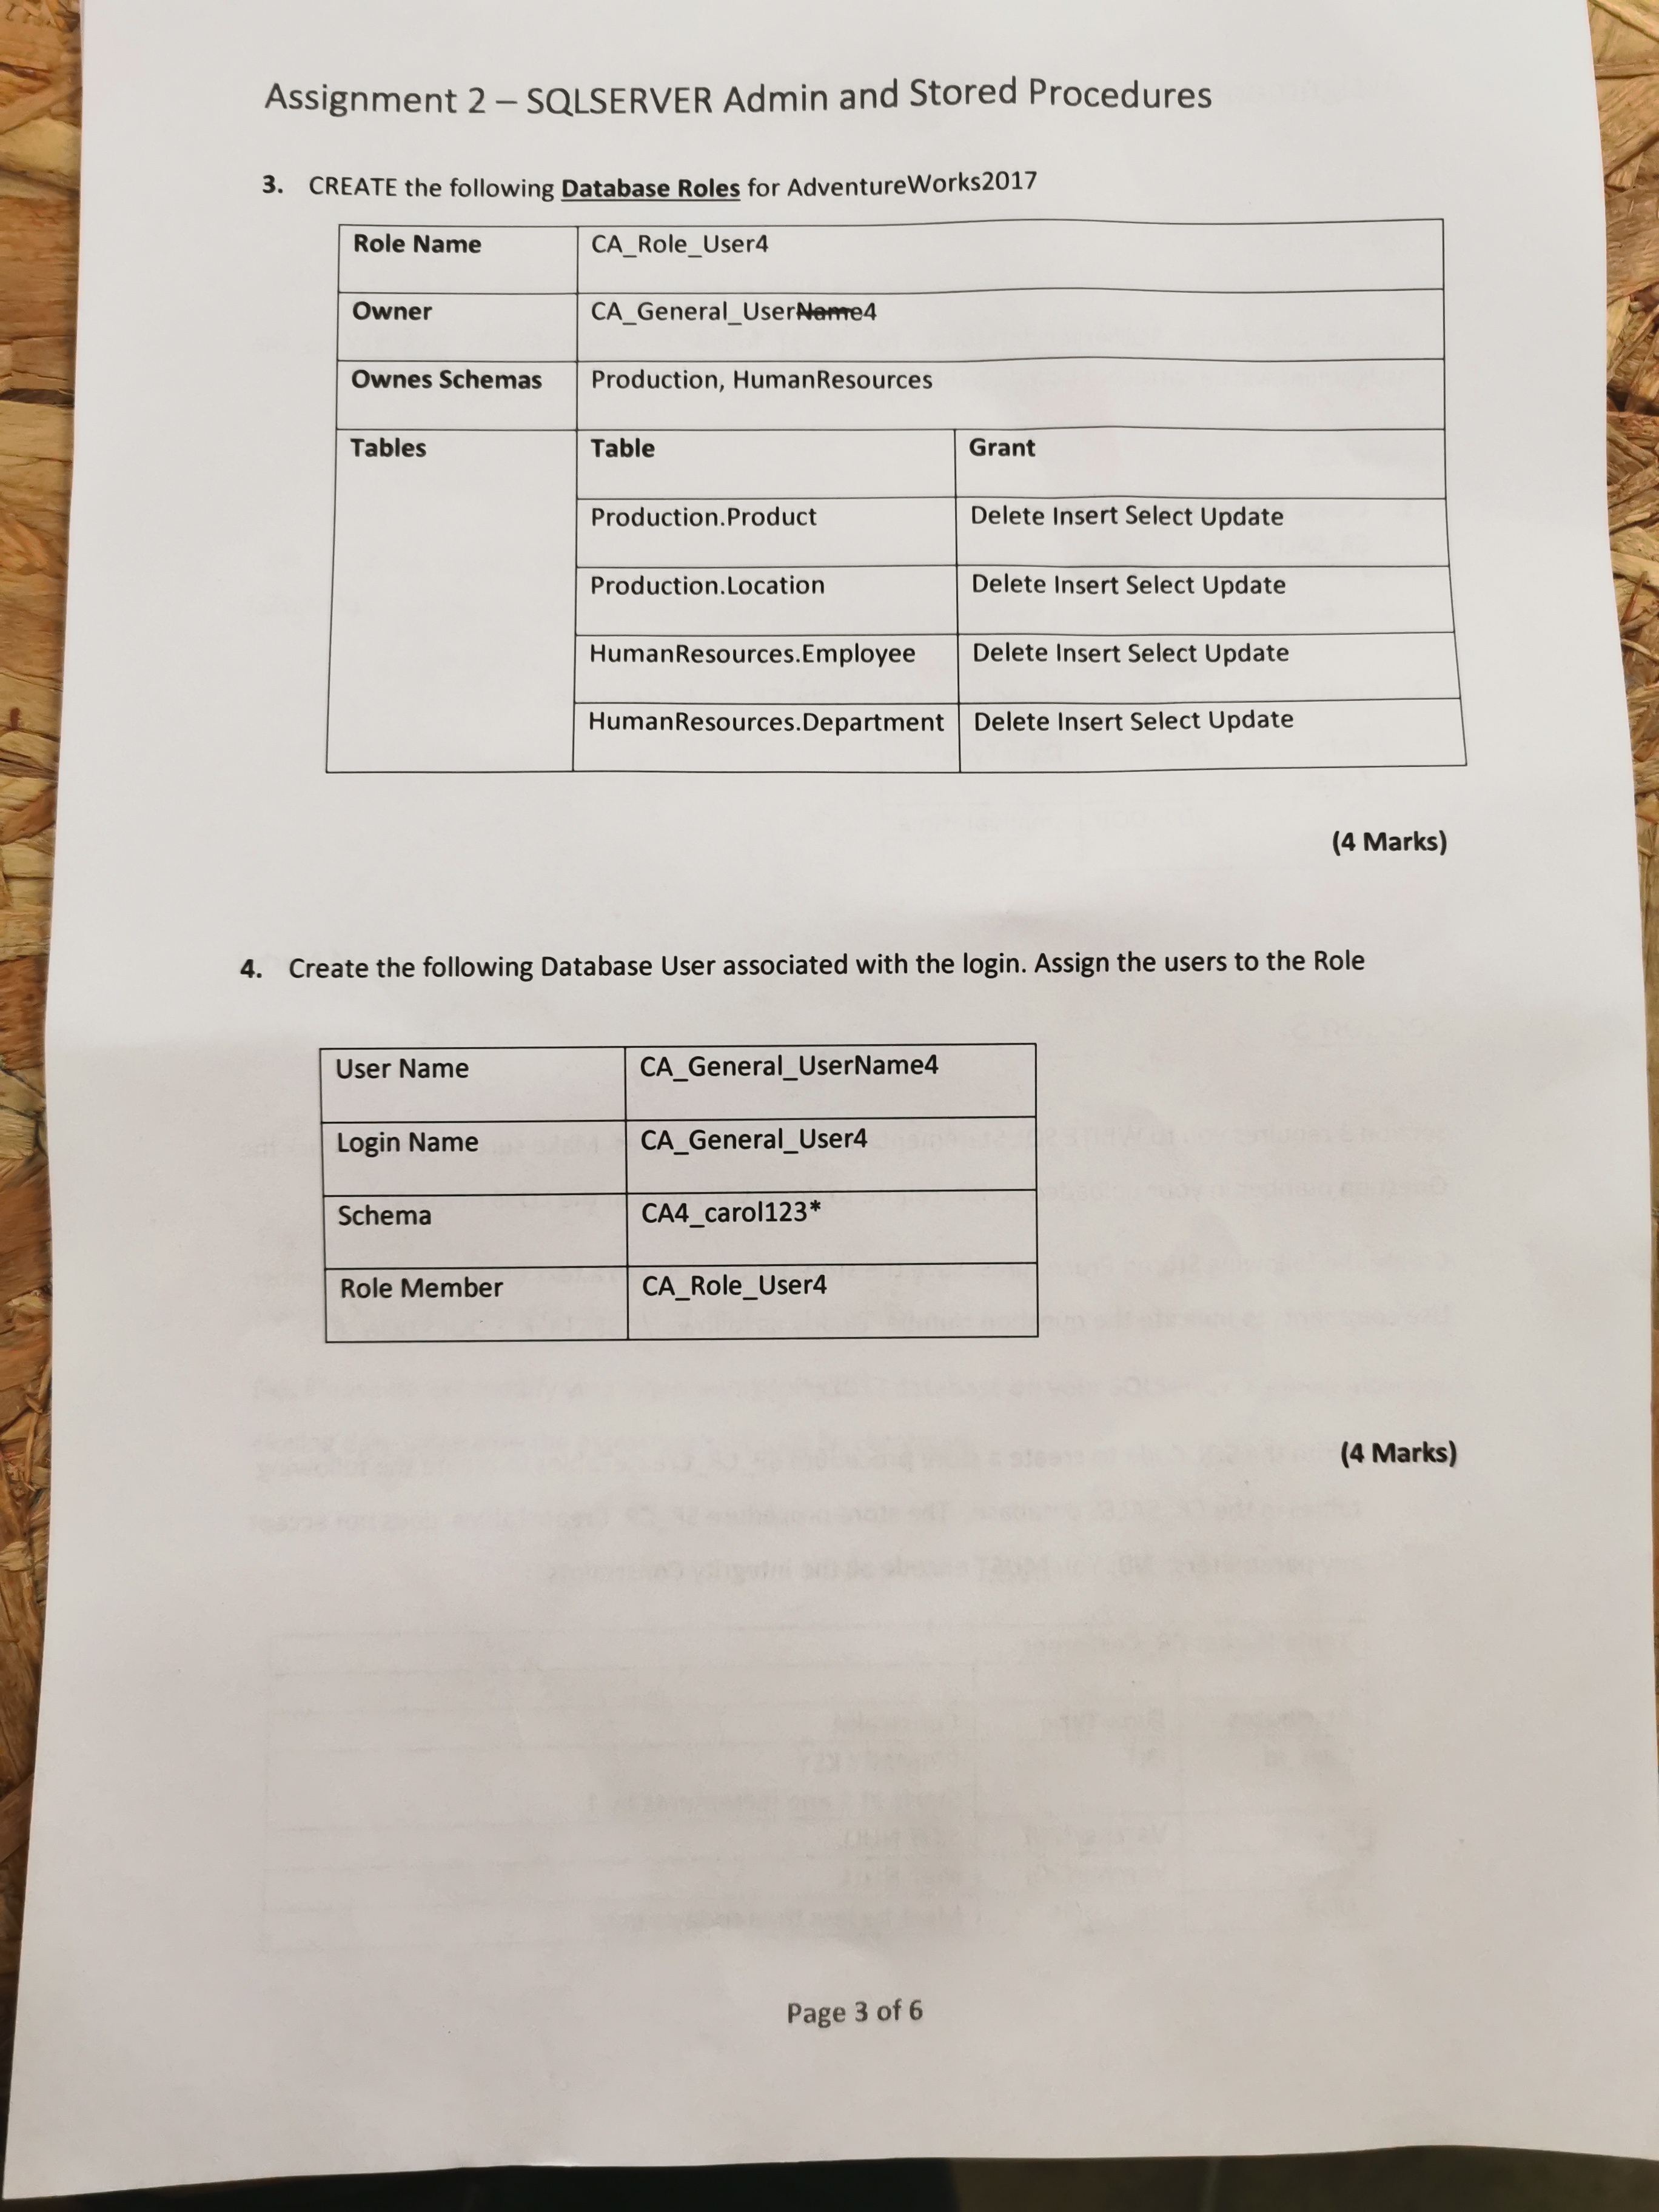 Assignment 2 – SQLSERVER Admin and Stored Procedures
3. CREATE the following Database Roles for AdventureWorks2017
Role Name CA_Role_User4
Owner CA_General_UserName4
Ownes Schemas Production, HumanResources
Tables Table Grant
Production.Product Delete Insert Select Update
Production.Location Delete Insert Select Update
HumanResources.Employee Delete Insert Select Update
HumanResources.Department Delete Insert Select Update
(4 Marks)
4. Create the following Database User associated with the login. Assign the users to the Role
User Name CA_General_UserName4
Login Name CA_General_User4
Schema CA4_carol123*
Role Member CA_Role_User4
(4 Marks)
Page 3 of 6